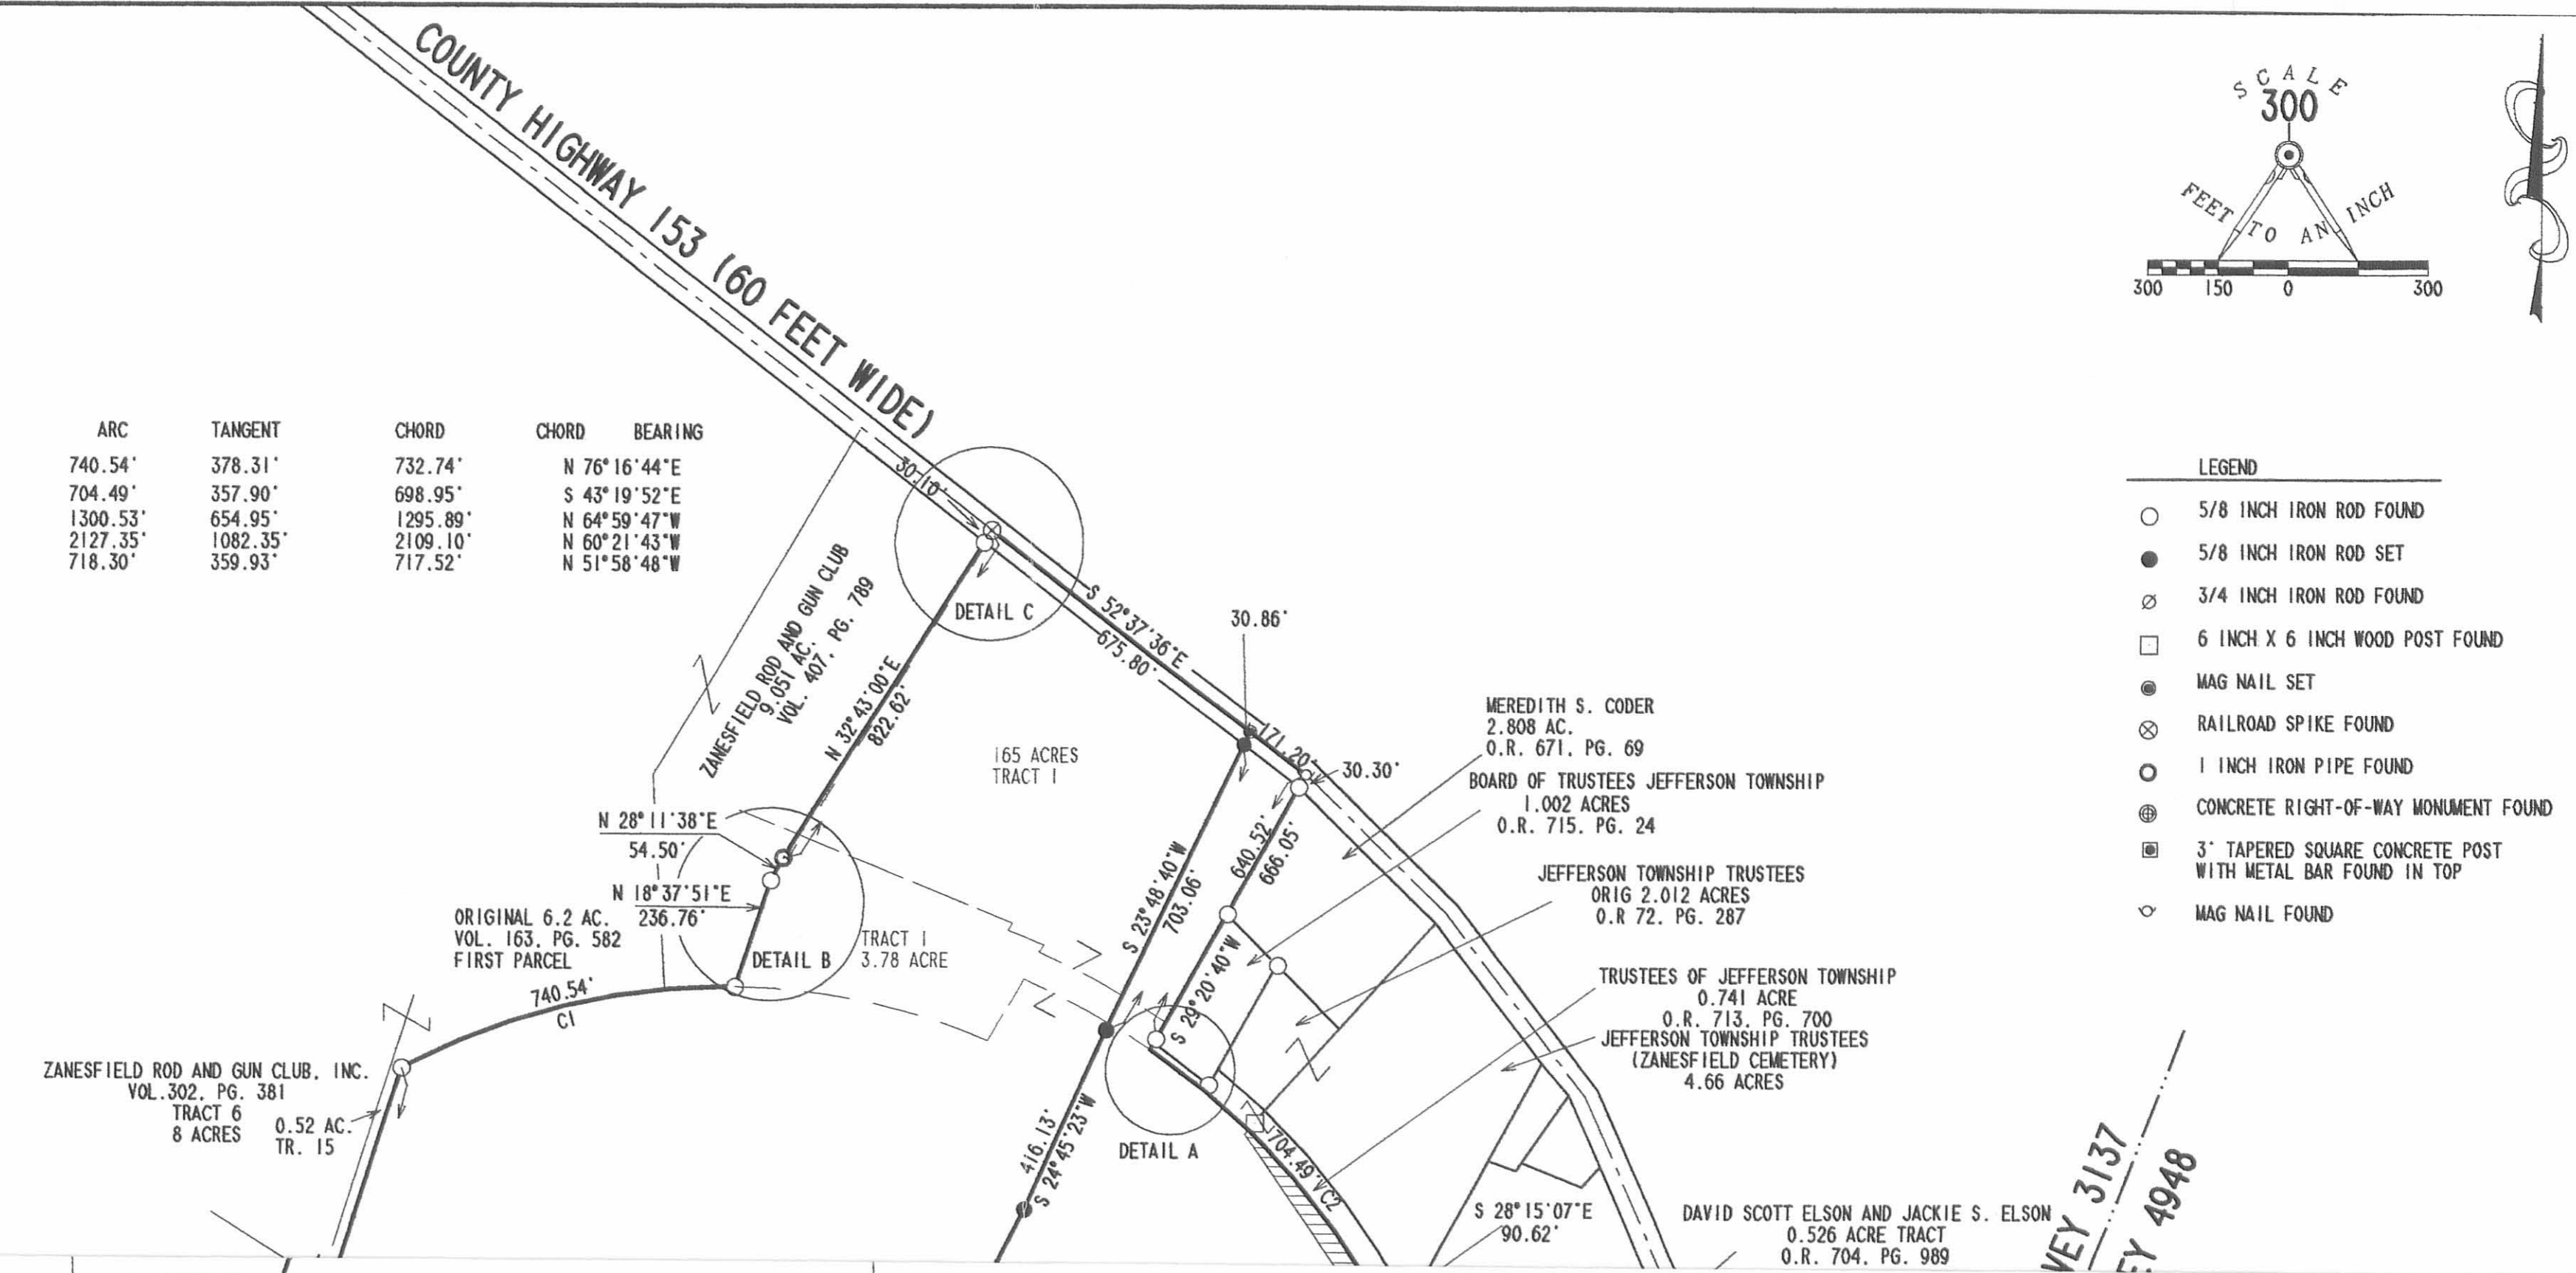 COUNTY HIGHWAY 153 (60 FEET WIDE)
SCALE
300
FEET TO AN INCH
300 150 0 300
ARC TANGENT CHORD CHORD BEARING
740.54' 378.31' 732.74' N 76°16'44"E
704.49' 357.90' 698.95' S 43°19'52"E
1300.53' 654.95' 1295.89' N 64°59'47"W
2127.35' 1082.35' 2109.10' N 60°21'43"W
718.30' 359.93' 717.52' N 51°58'48"W
LEGEND
5/8 INCH IRON ROD FOUND
5/8 INCH IRON ROD SET
3/4 INCH IRON ROD FOUND
6 INCH X 6 INCH WOOD POST FOUND
MAG NAIL SET
RAILROAD SPIKE FOUND
1 INCH IRON PIPE FOUND
CONCRETE RIGHT-OF-WAY MONUMENT FOUND
3" TAPERED SQUARE CONCRETE POST
WITH METAL BAR FOUND IN TOP
MAG NAIL FOUND
30.10'
DETAIL C
ZANESFIELD ROD AND GUN CLUB
9.051 AC.
VOL. 407, PG. 789
N 32°43'00"E
822.62'
S 52°37'36"E
675.80'
30.86'
171.20'
30.30'
165 ACRES
TRACT 1
MEREDITH S. CODER
2.808 AC.
O.R. 671, PG. 69
BOARD OF TRUSTEES JEFFERSON TOWNSHIP
1.002 ACRES
O.R. 715, PG. 24
JEFFERSON TOWNSHIP TRUSTEES
ORIG 2.012 ACRES
O.R 72, PG. 287
TRUSTEES OF JEFFERSON TOWNSHIP
0.741 ACRE
O.R. 713, PG. 700
JEFFERSON TOWNSHIP TRUSTEES
(ZANESFIELD CEMETERY)
4.66 ACRES
N 28°11'38"E
54.50'
N 18°37'51"E
236.76'
ORIGINAL 6.2 AC.
VOL. 163, PG. 582
FIRST PARCEL
DETAIL B
TRACT 1
3.78 ACRE
S 23°48'40"W
703.06'
640.52'
666.05'
S 29°20'40"W
740.54'
C1
ZANESFIELD ROD AND GUN CLUB, INC.
VOL.302, PG. 381
TRACT 6
8 ACRES
0.52 AC.
TR. 15
416.13'
S 24°45'23"W
DETAIL A
704.49' C2
S 28°15'07"E
90.62'
DAVID SCOTT ELSON AND JACKIE S. ELSON
0.526 ACRE TRACT
O.R. 704, PG. 989
VEY 3137
EY 4948